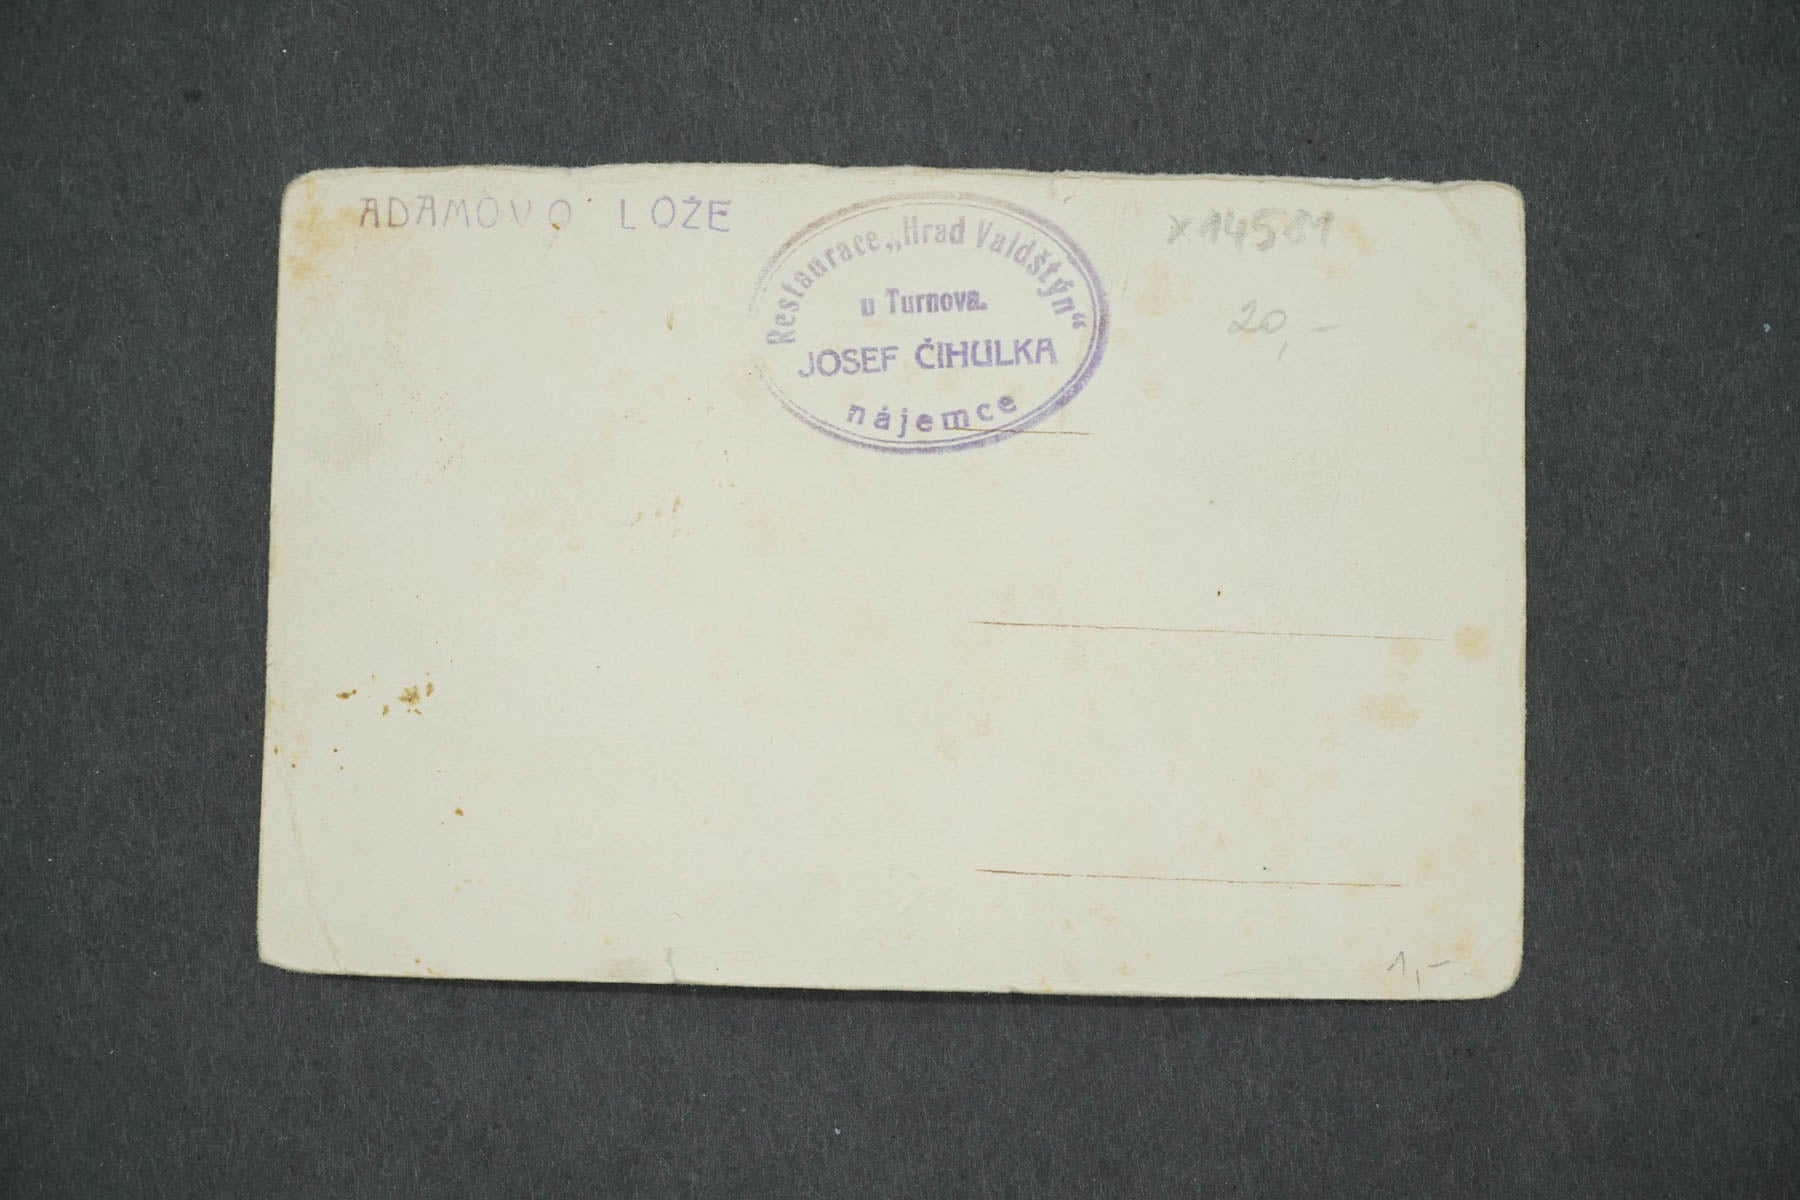 ADAMOVO LOŽE
Restaurace „Hrad Valdštýn“
u Turnova.
JOSEF ČIHULKA
nájemce
X14581
20,-
1,-